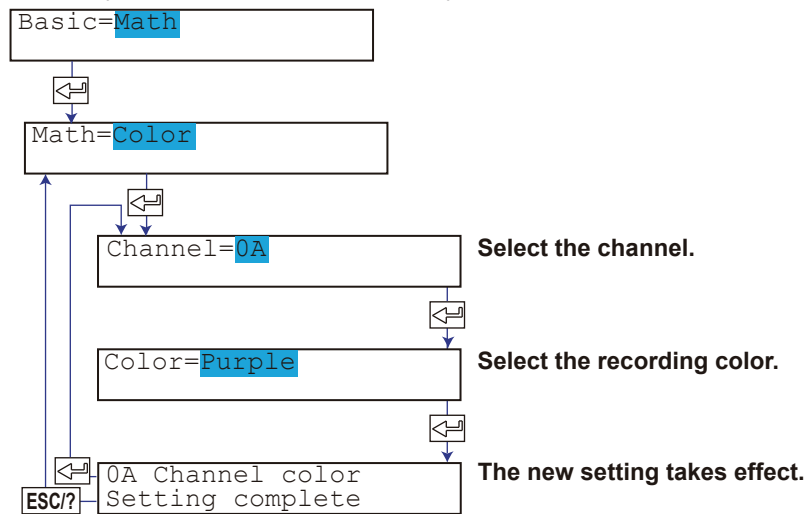 Basic=Math
Math=Color
Channel=0A
Select the channel.
Color=Purple
Select the recording color.
0A Channel color
Setting complete
The new setting takes effect.
ESC/?